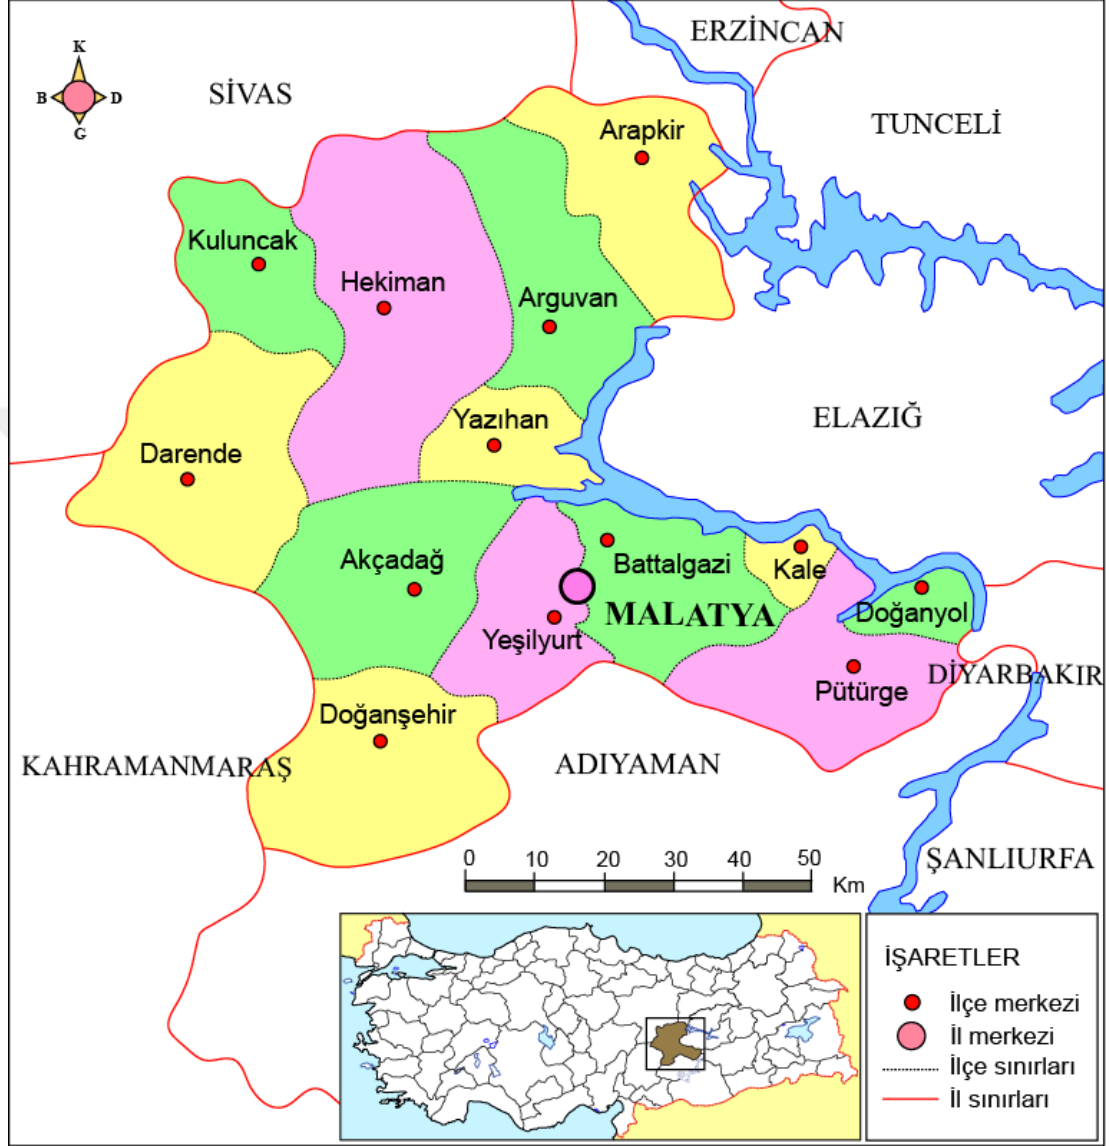 ERZİNCAN
K
B
D
G
SİVAS
TUNCELİ
Arapkir
Kuluncak
Hekiman
Arguvan
ELAZIĞ
Yazıhan
Darende
Akçadağ
Battalgazi
Kale
MALATYA
Doğanyol
Yeşilyurt
DİYARBAKIR
Pütürge
Doğanşehir
KAHRAMANMARAŞ
ADIYAMAN
ŞANLIURFA
0 10 20 30 40 50
Km
İŞARETLER
İlçe merkezi
İl merkezi
İlçe sınırları
İl sınırları